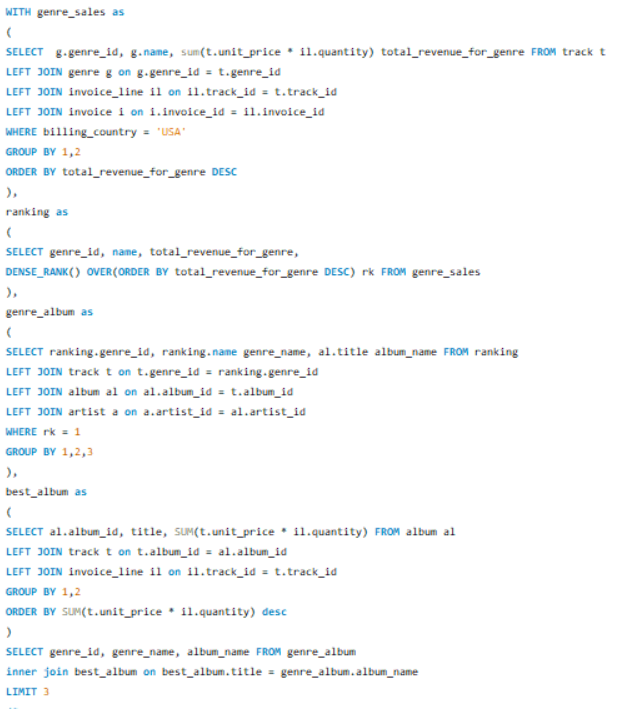 WITH genre_sales as
(
SELECT  g.genre_id, g.name, sum(t.unit_price * il.quantity) total_revenue_for_genre FROM track t
LEFT JOIN genre g on g.genre_id = t.genre_id
LEFT JOIN invoice_line il on il.track_id = t.track_id
LEFT JOIN invoice i on i.invoice_id = il.invoice_id
WHERE billing_country = 'USA'
GROUP BY 1,2
ORDER BY total_revenue_for_genre DESC
),
ranking as
(
SELECT genre_id, name, total_revenue_for_genre,
DENSE_RANK() OVER(ORDER BY total_revenue_for_genre DESC) rk FROM genre_sales
),
genre_album as
(
SELECT ranking.genre_id, ranking.name genre_name, al.title album_name FROM ranking
LEFT JOIN track t on t.genre_id = ranking.genre_id
LEFT JOIN album al on al.album_id = t.album_id
LEFT JOIN artist a on a.artist_id = al.artist_id
WHERE rk = 1
GROUP BY 1,2,3
),
best_album as
(
SELECT al.album_id, title, SUM(t.unit_price * il.quantity) FROM album al
LEFT JOIN track t on t.album_id = al.album_id
LEFT JOIN invoice_line il on il.track_id = t.track_id
GROUP BY 1,2
ORDER BY SUM(t.unit_price * il.quantity) desc
)
SELECT genre_id, genre_name, album_name FROM genre_album
inner join best_album on best_album.title = genre_album.album_name
LIMIT 3